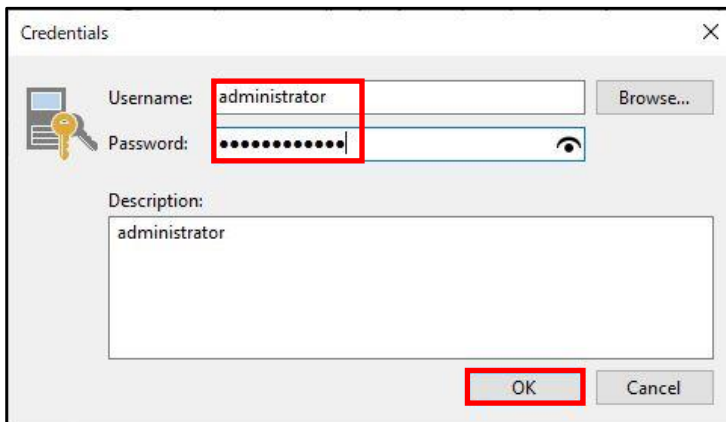 Credentials
Username: administrator Browse...
Password: ••••••••••••
Description:
administrator
OK Cancel